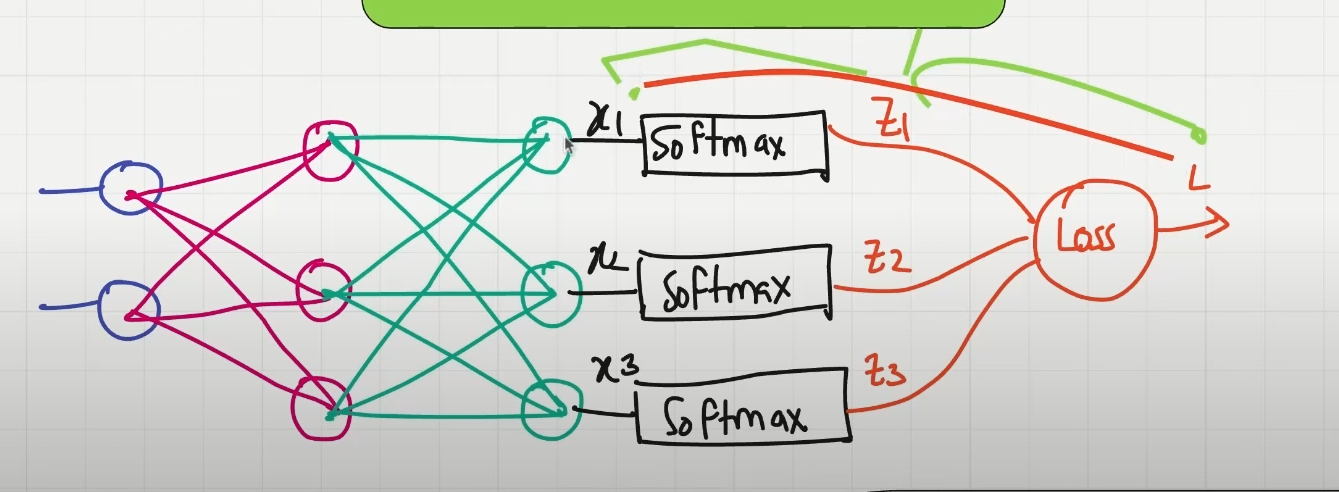 x1 Softmax z1
L
Loss
x2 Softmax z2
x3 Softmax z3